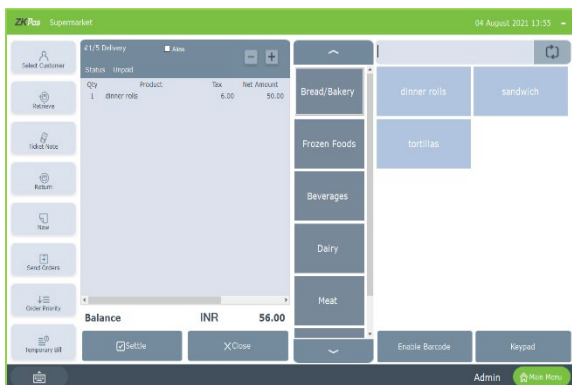 ZKPos Supermarket
04 August 2021 13:55
Select Customer
Retrieve
Ticket Note
Return
New
Send Orders
Order Priority
Temporary Bill
#1/5 Delivery
Status Unpaid
Qty Product Tax Net Amount
1 dinner rolls 6.00 50.00
Balance INR 56.00
Settle
Close
Bread/Bakery
Frozen Foods
Beverages
Dairy
Meat
dinner rolls
sandwich
tortillas
Enable Barcode
Keypad
Admin
Main Menu